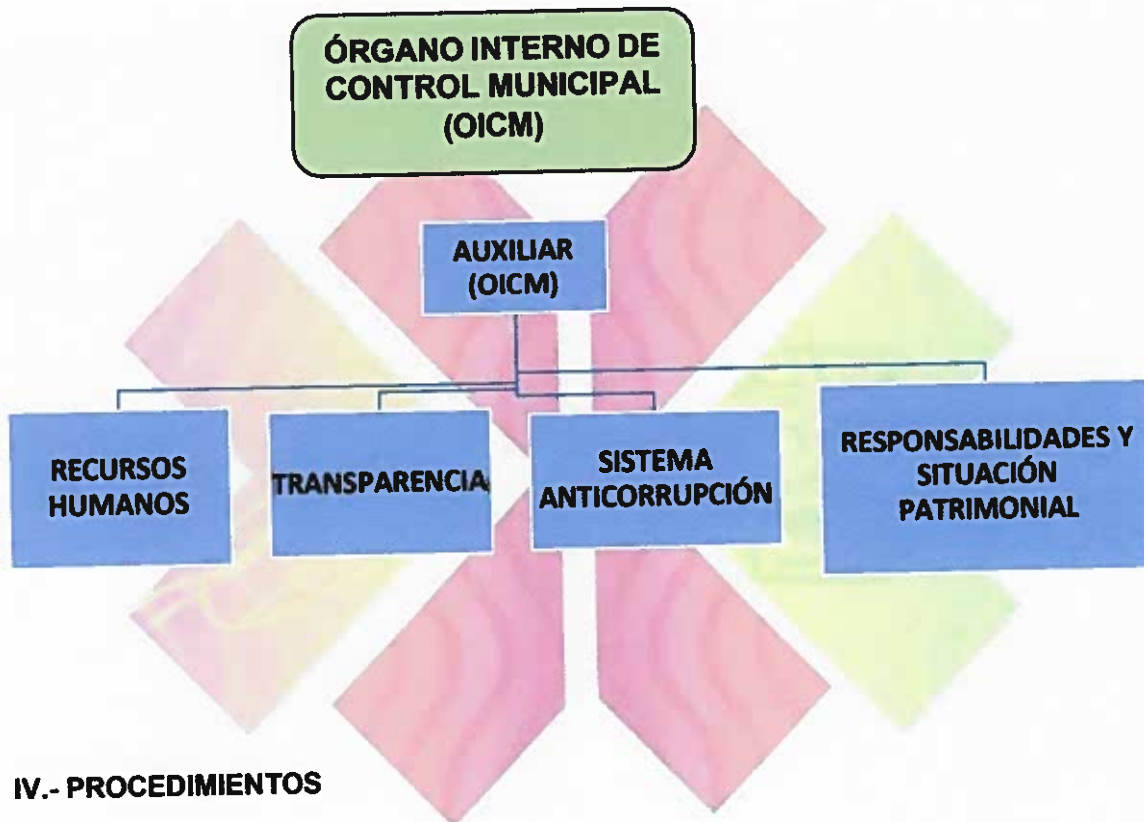 ÓRGANO INTERNO DE
CONTROL MUNICIPAL
(OICM)
AUXILIAR
(OICM)
RECURSOS
HUMANOS
TRANSPARENCIA
SISTEMA
ANTICORRUPCIÓN
RESPONSABILIDADES Y
SITUACIÓN
PATRIMONIAL
IV.- PROCEDIMIENTOS